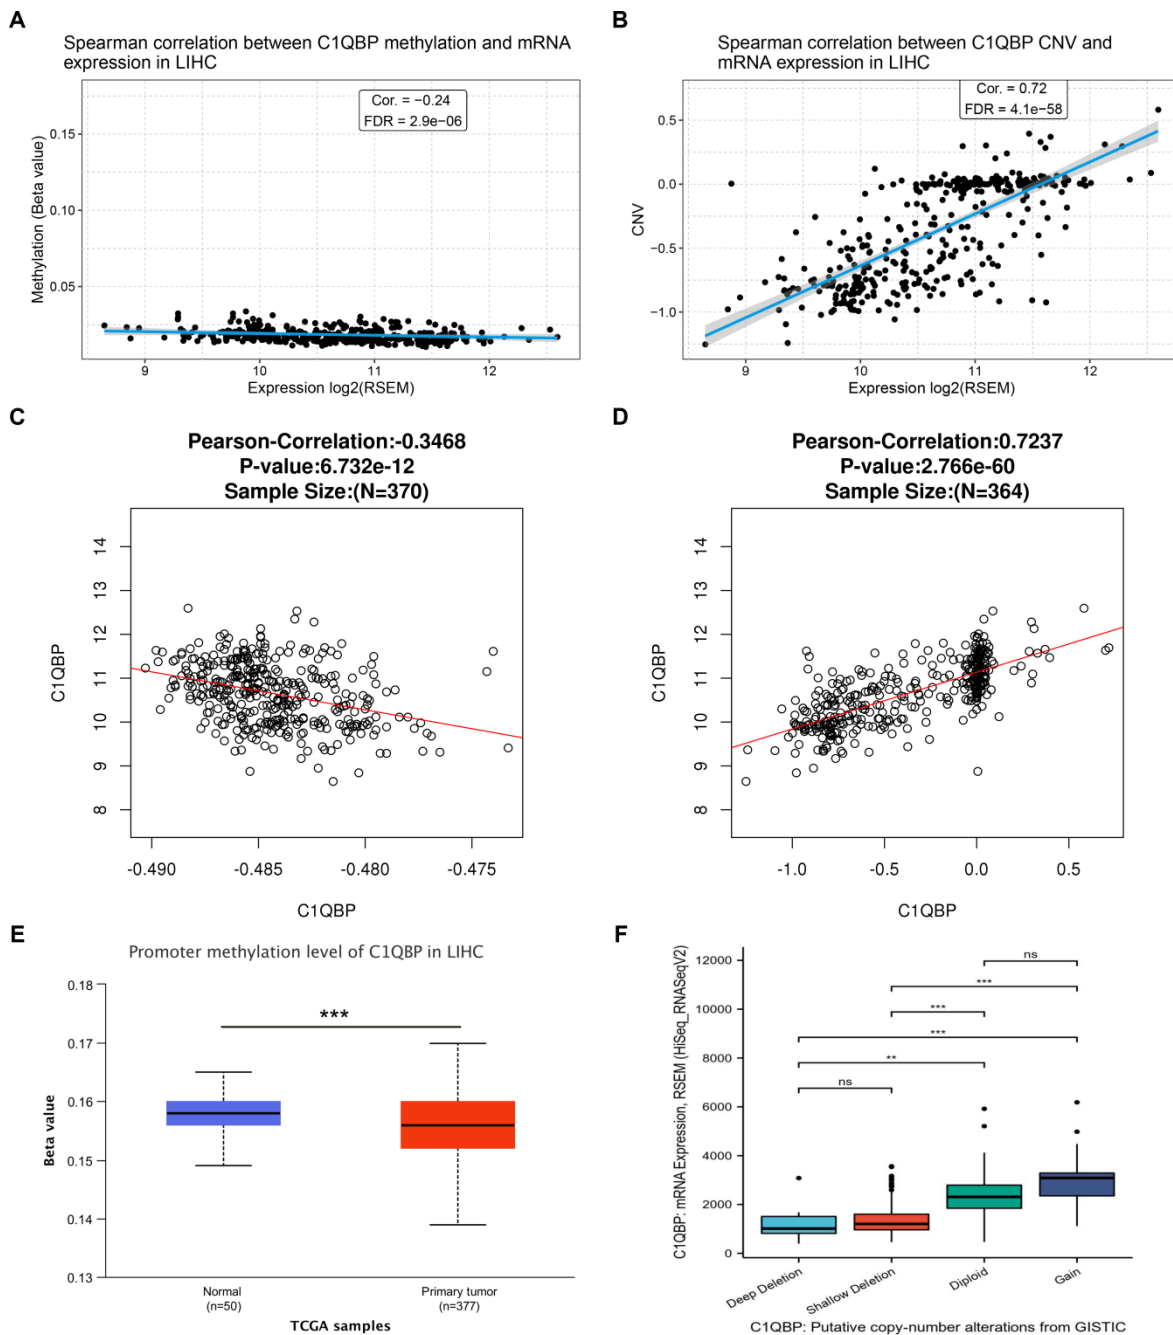 A
Spearman correlation between C1QBP methylation and mRNA
expression in LIHC
Cor. = −0.24
FDR = 2.9e−06
Methylation (Beta value)
0.15
0.10
0.05
9
10
11
12
Expression log2(RSEM)
B
Spearman correlation between C1QBP CNV and
mRNA expression in LIHC
Cor. = 0.72
FDR = 4.1e−58
CNV
0.5
0.0
−0.5
−1.0
9
10
11
12
Expression log2(RSEM)
C
Pearson-Correlation:-0.3468
P-value:6.732e-12
Sample Size:(N=370)
C1QBP
14
13
12
11
10
9
8
-0.490
-0.485
-0.480
-0.475
C1QBP
D
Pearson-Correlation:0.7237
P-value:2.766e-60
Sample Size:(N=364)
C1QBP
14
13
12
11
10
9
8
-1.0
-0.5
0.0
0.5
C1QBP
E
Promoter methylation level of C1QBP in LIHC
Beta value
0.18
0.17
0.16
0.15
0.14
0.13
***
Normal
(n=50)
Primary tumor
(n=377)
TCGA samples
F
C1QBP: mRNA Expression, RSEM (HiSeq_RNASeqV2)
12000
10000
8000
6000
4000
2000
0
ns
***
***
***
**
ns
Deep Deletion
Shallow Deletion
Diploid
Gain
C1QBP: Putative copy-number alterations from GISTIC